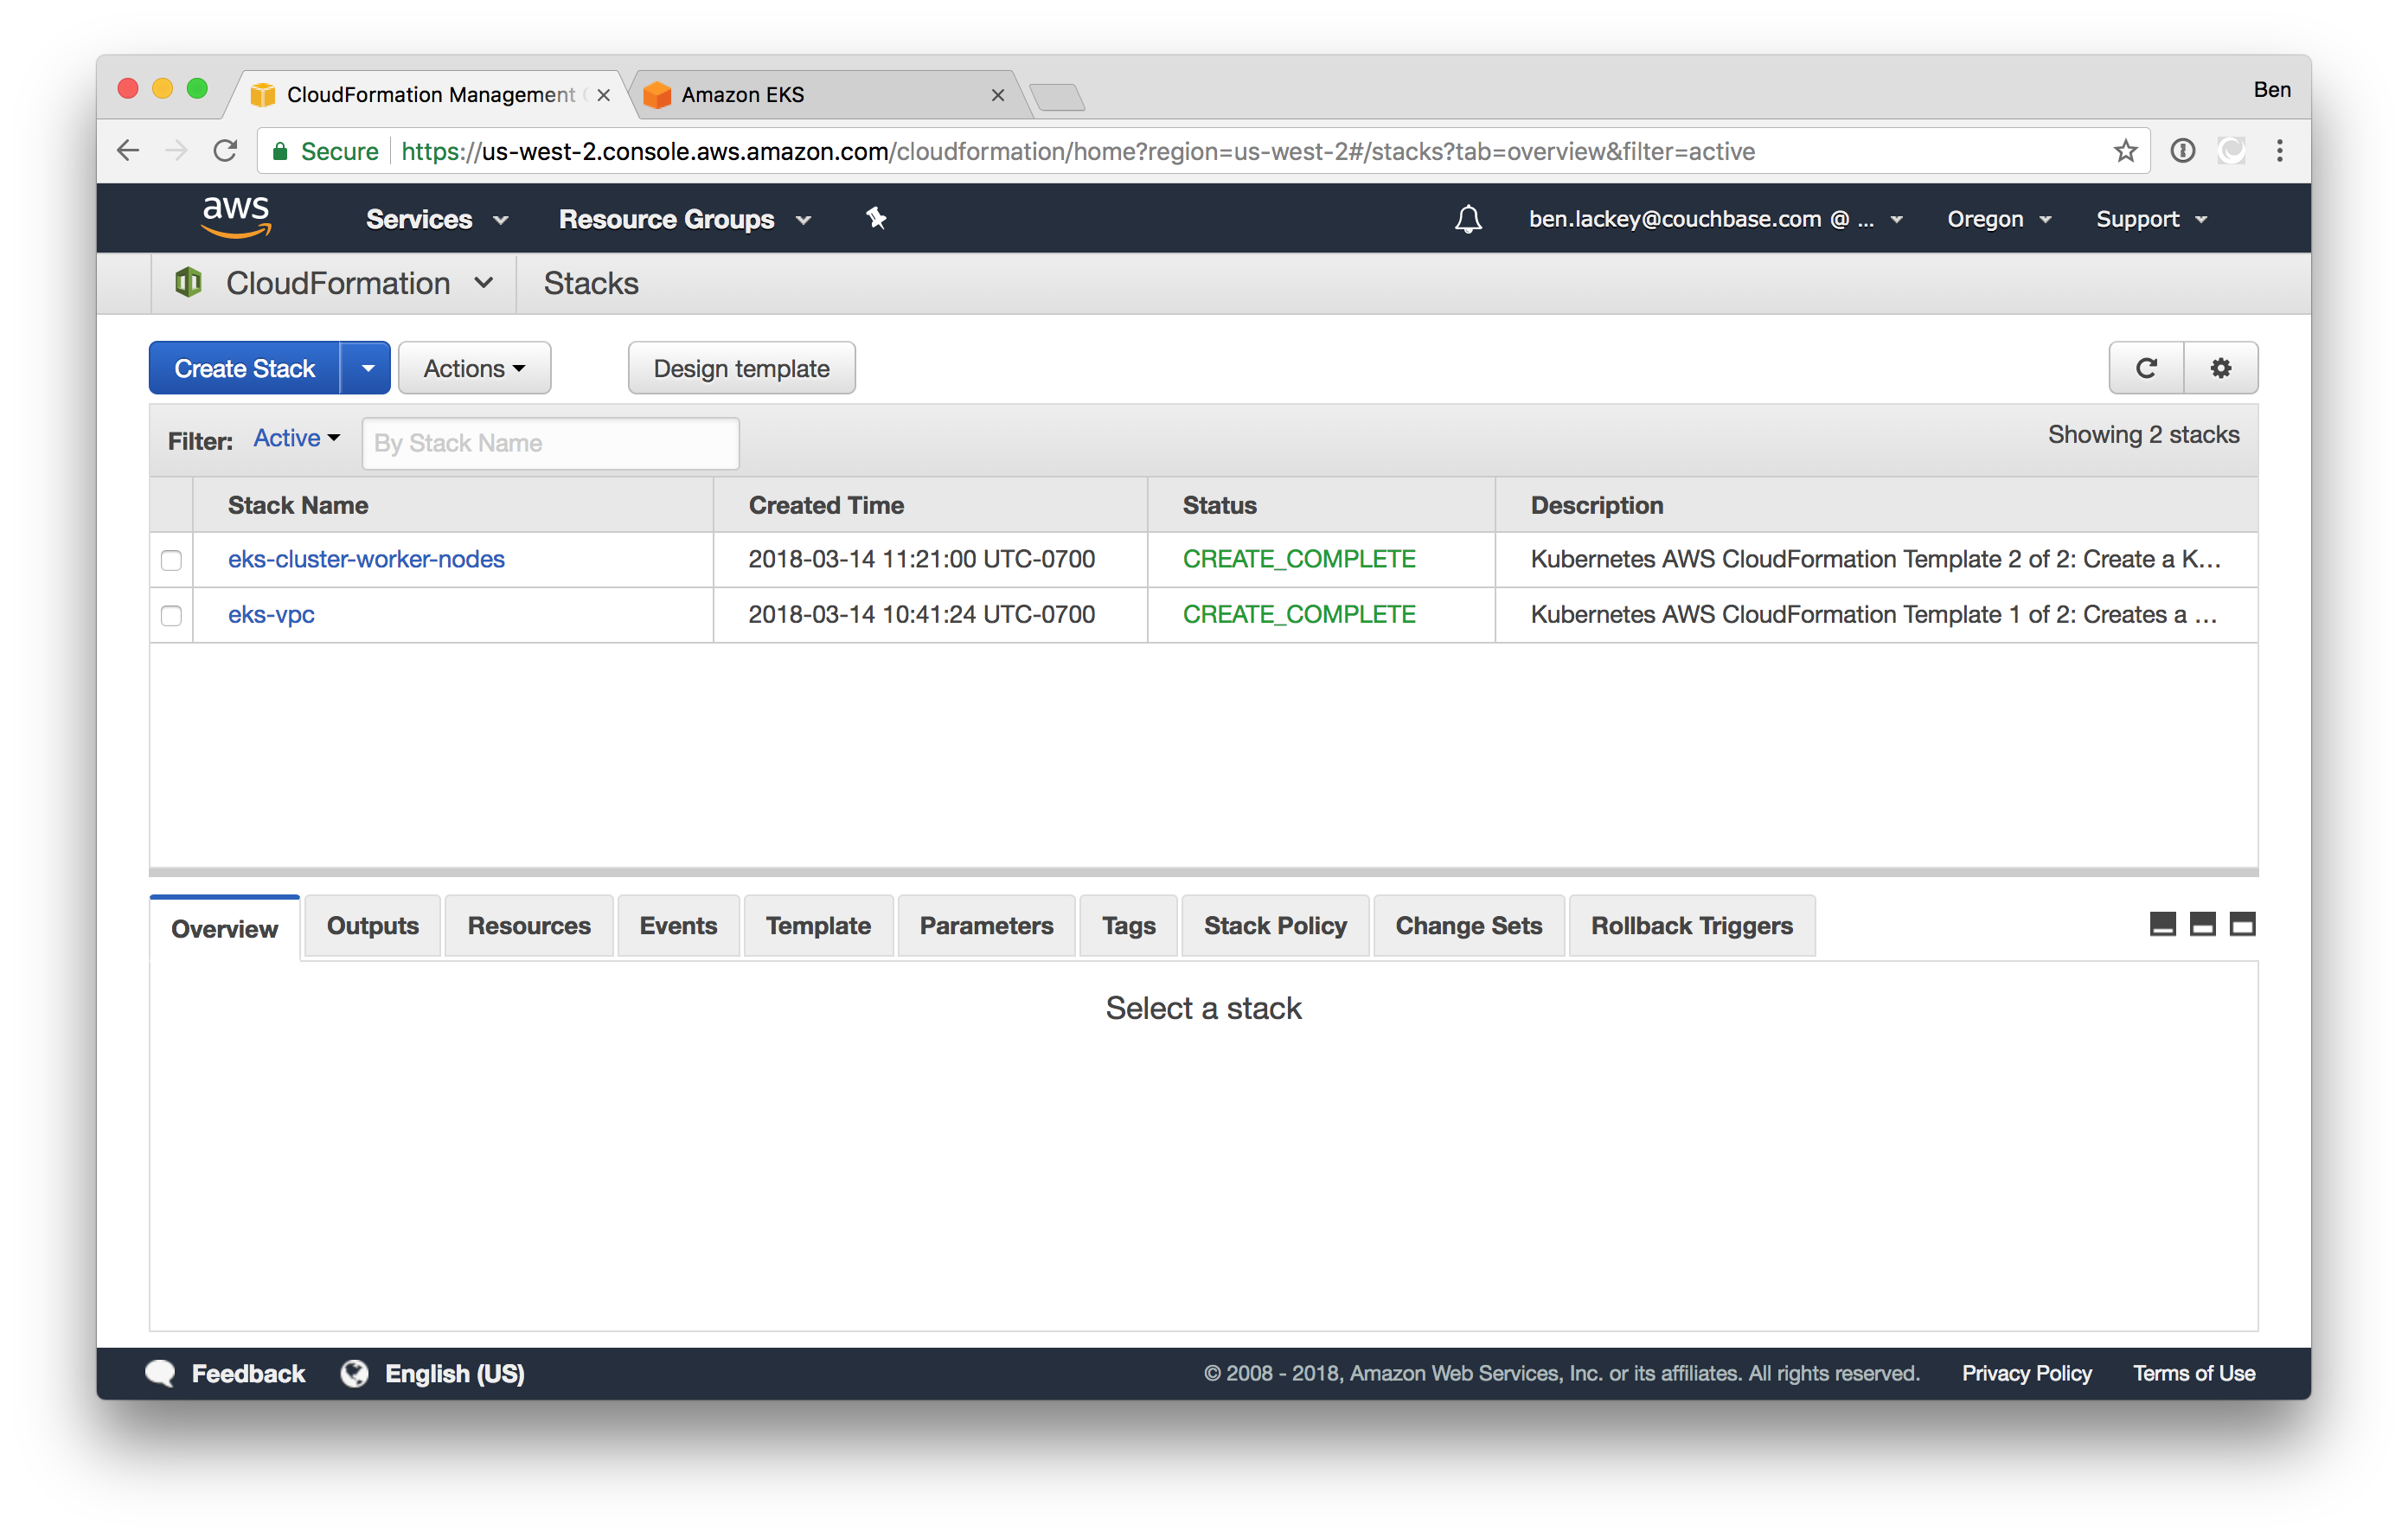 CloudFormation Management
Amazon EKS
Ben
Secure https://us-west-2.console.aws.amazon.com/cloudformation/home?region=us-west-2#/stacks?tab=overview&filter=active
aws Services Resource Groups ben.lackey@couchbase.com @ ... Oregon Support
CloudFormation Stacks
Create Stack Actions Design template
Filter: Active By Stack Name Showing 2 stacks
Stack Name Created Time Status Description
eks-cluster-worker-nodes 2018-03-14 11:21:00 UTC-0700 CREATE_COMPLETE Kubernetes AWS CloudFormation Template 2 of 2: Create a K...
eks-vpc 2018-03-14 10:41:24 UTC-0700 CREATE_COMPLETE Kubernetes AWS CloudFormation Template 1 of 2: Creates a ...
Overview Outputs Resources Events Template Parameters Tags Stack Policy Change Sets Rollback Triggers
Select a stack
Feedback English (US) © 2008 - 2018, Amazon Web Services, Inc. or its affiliates. All rights reserved. Privacy Policy Terms of Use